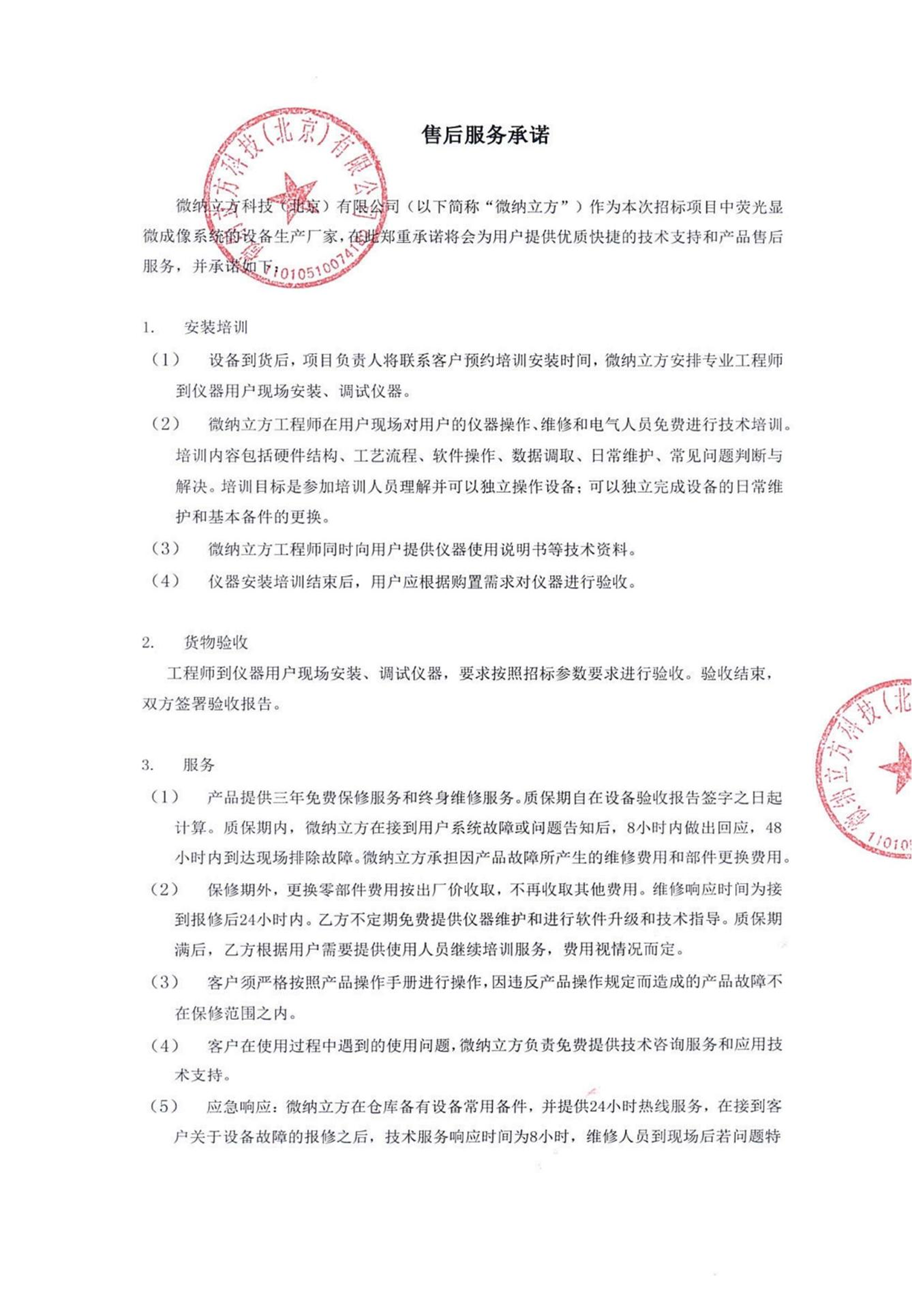 售后服务承诺
微纳立方科技（北京）有限公司
微纳立方科技（北京）有限公司（以下简称“微纳立方”）作为本次招标项目中荧光显
微成像系统的设备生产厂家，在此郑重承诺将会为用户提供优质快捷的技术支持和产品售后
服务，并承诺如下：
1. 安装培训
（1） 设备到货后，项目负责人将联系客户预约培训安装时间，微纳立方安排专业工程师
到仪器用户现场安装、调试仪器。
（2） 微纳立方工程师在用户现场对用户的仪器操作、维修和电气人员免费进行技术培训。
培训内容包括硬件结构、工艺流程、软件操作、数据调取、日常维护、常见问题判断与
解决。培训目标是参加培训人员理解并可以独立操作设备；可以独立完成设备的日常维
护和基本备件的更换。
（3） 微纳立方工程师同时向用户提供仪器使用说明书等技术资料。
（4） 仪器安装培训结束后，用户应根据购置需求对仪器进行验收。
2. 货物验收
工程师到仪器用户现场安装、调试仪器，要求按照招标参数要求进行验收。验收结束，
双方签署验收报告。
微纳立方科技（北
11010
3. 服务
（1） 产品提供三年免费保修服务和终身维修服务。质保期自在设备验收报告签字之日起
计算。质保期内，微纳立方在接到用户系统故障或问题告知后，8小时内做出回应，48
小时内到达现场排除故障。微纳立方承担因产品故障所产生的维修费用和部件更换费用。
（2） 保修期外，更换零部件费用按出厂价收取，不再收取其他费用。维修响应时间为接
到报修后24小时内。乙方不定期免费提供仪器维护和进行软件升级和技术指导。质保期
满后，乙方根据用户需要提供使用人员继续培训服务，费用视情况而定。
（3） 客户须严格按照产品操作手册进行操作，因违反产品操作规定而造成的产品故障不
在保修范围之内。
（4） 客户在使用过程中遇到的使用问题，微纳立方负责免费提供技术咨询服务和应用技
术支持。
（5） 应急响应：微纳立方在仓库备有设备常用备件，并提供24小时热线服务，在接到客
户关于设备故障的报修之后，技术服务响应时间为8小时，维修人员到现场后若问题特